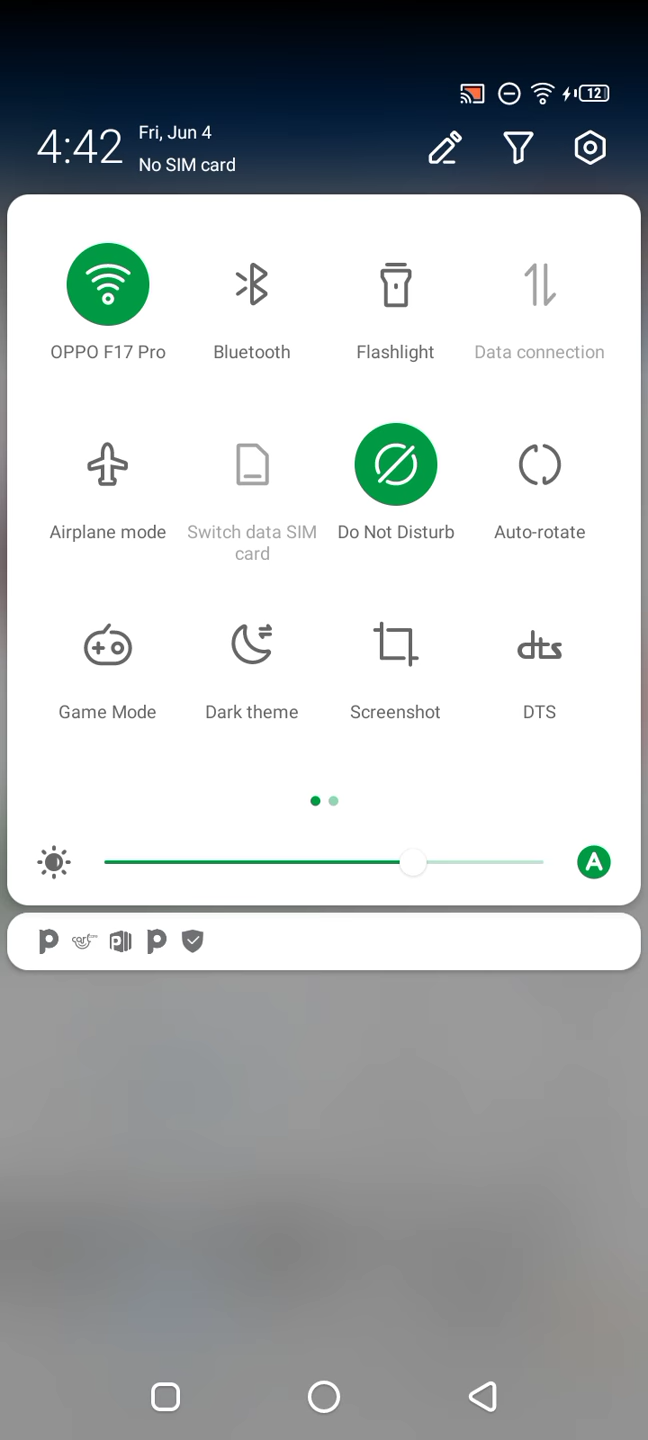 12
4:42
Fri, Jun 4
No SIM card
OPPO F17 Pro
Bluetooth
Flashlight
Data connection
Airplane mode
Switch data SIM
card
Do Not Disturb
Auto-rotate
Game Mode
Dark theme
Screenshot
dts
DTS
A